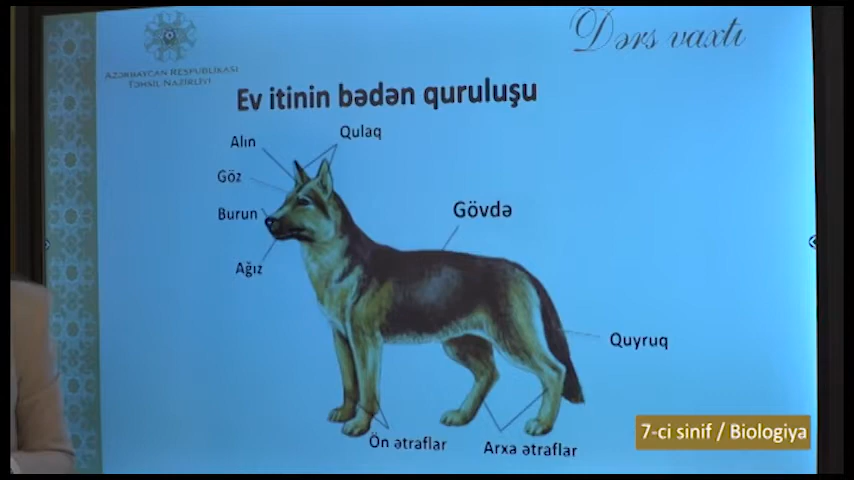 AZƏRBAYCAN RESPUBLİKASI
TƏHSİL NAZİRLİYİ
Dərs vaxtı
Ev itinin bədən quruluşu
Alın
Qulaq
Göz
Burun
Gövdə
Ağız
Quyruq
Ön ətraflar
Arxa ətraflar
7-ci sinif / Biologiya